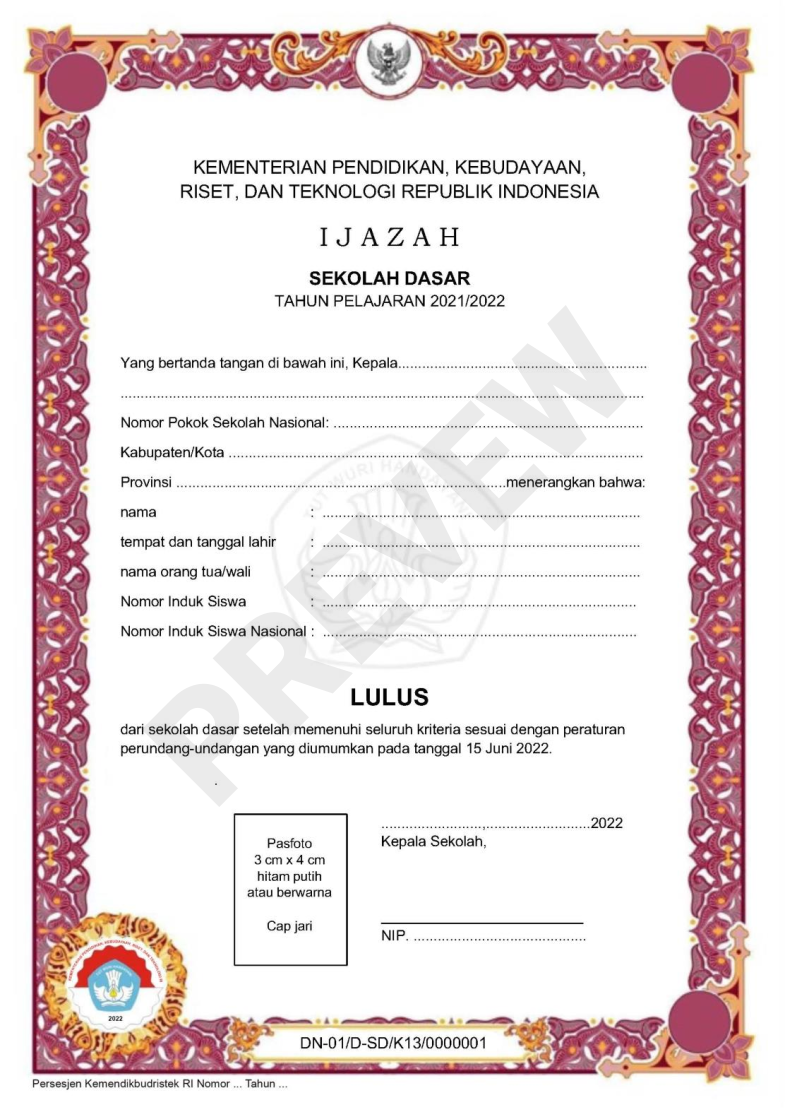 KEMENTERIAN PENDIDIKAN, KEBUDAYAAN,
RISET, DAN TEKNOLOGI REPUBLIK INDONESIA
IJAZAH
SEKOLAH DASAR
TAHUN PELAJARAN 2021/2022
Yang bertanda tangan di bawah ini, Kepala..............................................................
..................................................................................................................................
Nomor Pokok Sekolah Nasional: .............................................................................
Kabupaten/Kota .......................................................................................................
Provinsi ..................................................................................menerangkan bahwa:
nama : ...............................................................................
tempat dan tanggal lahir : ...............................................................................
nama orang tua/wali : ...............................................................................
Nomor Induk Siswa : ..............................................................................
Nomor Induk Siswa Nasional : ..............................................................................
PREVIEW
LULUS
dari sekolah dasar setelah memenuhi seluruh kriteria sesuai dengan peraturan
perundang-undangan yang diumumkan pada tanggal 15 Juni 2022.
.
Pasfoto
3 cm x 4 cm
hitam putih
atau berwarna
Cap jari
.........................,..........................2022
Kepala Sekolah,
NIP. ...........................................
2022
DN-01/D-SD/K13/0000001
Persesjen Kemendikbudristek RI Nomor ... Tahun ...